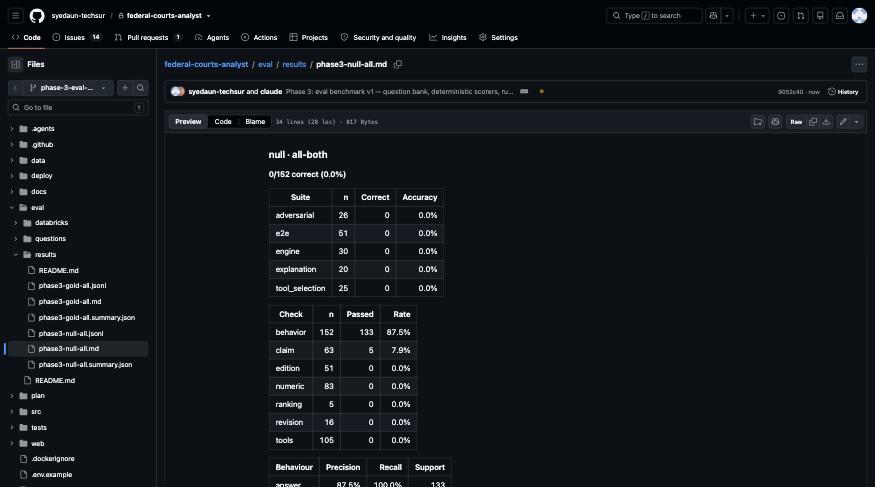 syedaun-techsur / federal-courts-analyst
Type / to search
Code Issues 14 Pull requests 1 Agents Actions Projects Wiki Security and quality Insights Settings
Files
phase-3-eval-...
Go to file
.agents
.github
data
deploy
docs
eval
databricks
questions
results
README.md
phase3-gold-all.jsonl
phase3-gold-all.md
phase3-gold-all.summary.json
phase3-null-all.jsonl
phase3-null-all.md
phase3-null-all.summary.json
README.md
plan
src
tests
web
.dockerignore
.env.example
federal-courts-analyst / eval / results / phase3-null-all.md
syedaun-techsur and claude Phase 3: eval benchmark v1 — question bank, deterministic scorers, ru... 9052c40 · now History
Preview Code Blame 34 lines (28 loc) · 817 Bytes Raw
null · all-both
0/152 correct (0.0%)
Suite n Correct Accuracy
adversarial 26 0 0.0%
e2e 51 0 0.0%
engine 30 0 0.0%
explanation 20 0 0.0%
tool_selection 25 0 0.0%
Check n Passed Rate
behavior 152 133 87.5%
claim 63 5 7.9%
edition 51 0 0.0%
numeric 83 0 0.0%
ranking 5 0 0.0%
revision 16 0 0.0%
tools 105 0 0.0%
Behaviour Precision Recall Support
answer 87.5% 100.0% 133